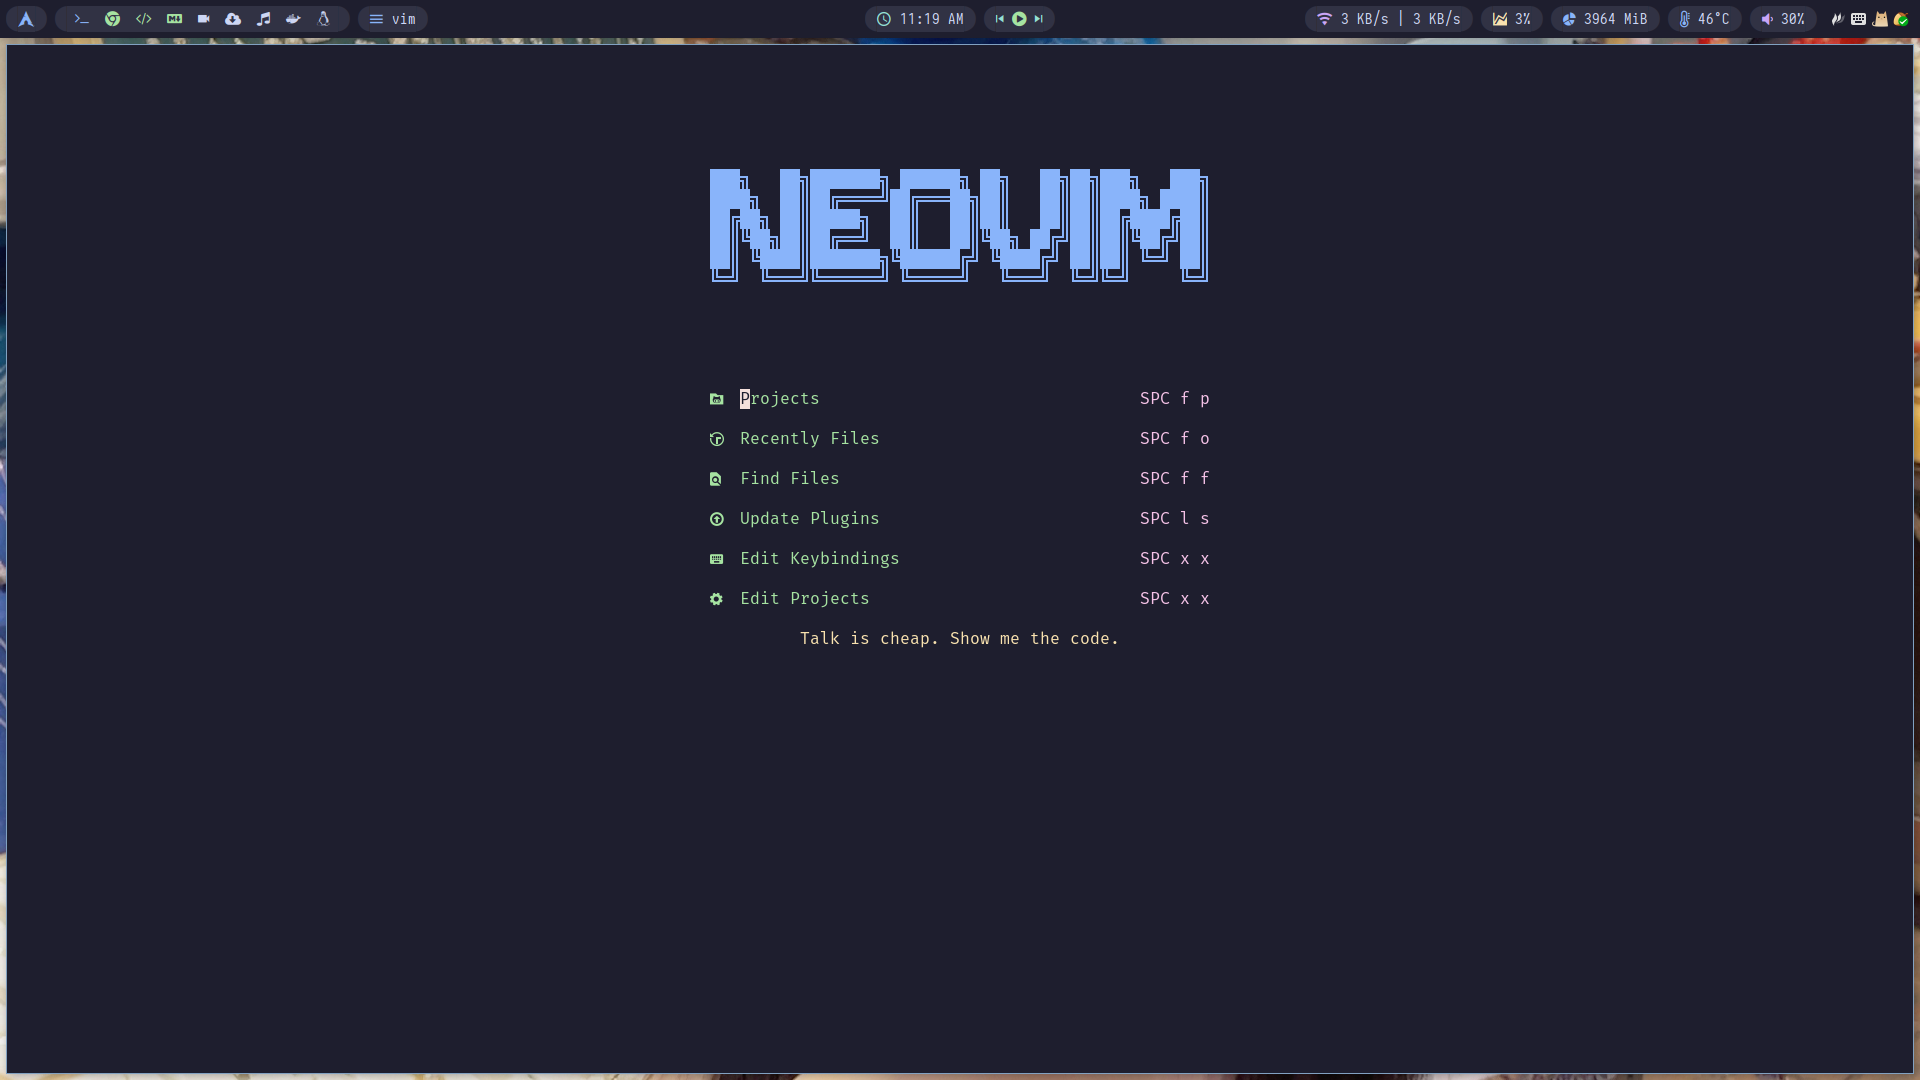 vim
11:19 AM
3 KB/s | 3 KB/s
3%
3964 MiB
46°C
30%
NEOVIM
Projects SPC f p
Recently Files SPC f o
Find Files SPC f f
Update Plugins SPC l s
Edit Keybindings SPC x x
Edit Projects SPC x x
Talk is cheap. Show me the code.